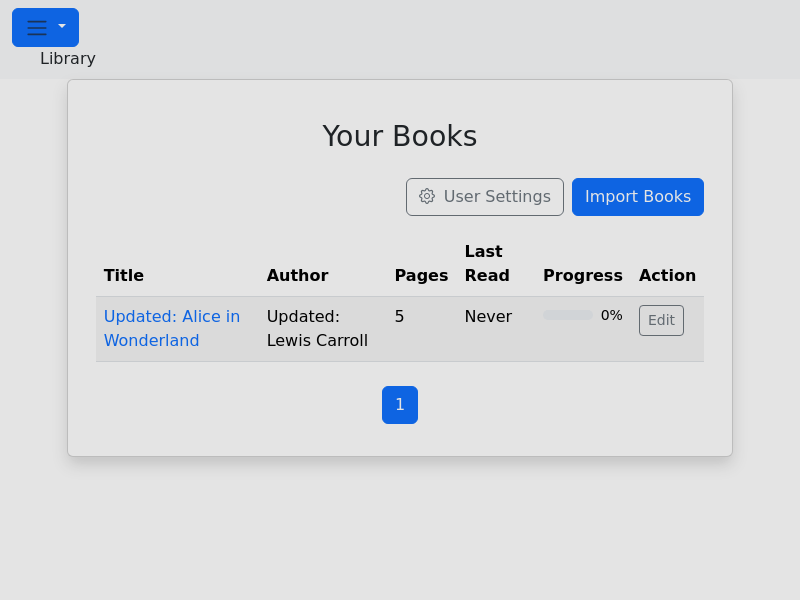 Library
Your Books
User Settings
Import Books
Title Author Pages Last Read Progress Action
Updated: Alice in Wonderland Updated: Lewis Carroll 5 Never 0% Edit
1